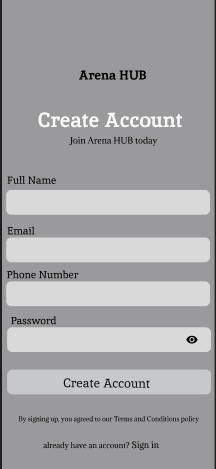 Arena HUB
Create Account
Join Arena HUB today
Full Name
Email
Phone Number
Password
Create Account
By signing up, you agreed to our Terms and Conditions policy
already have an account? Sign in